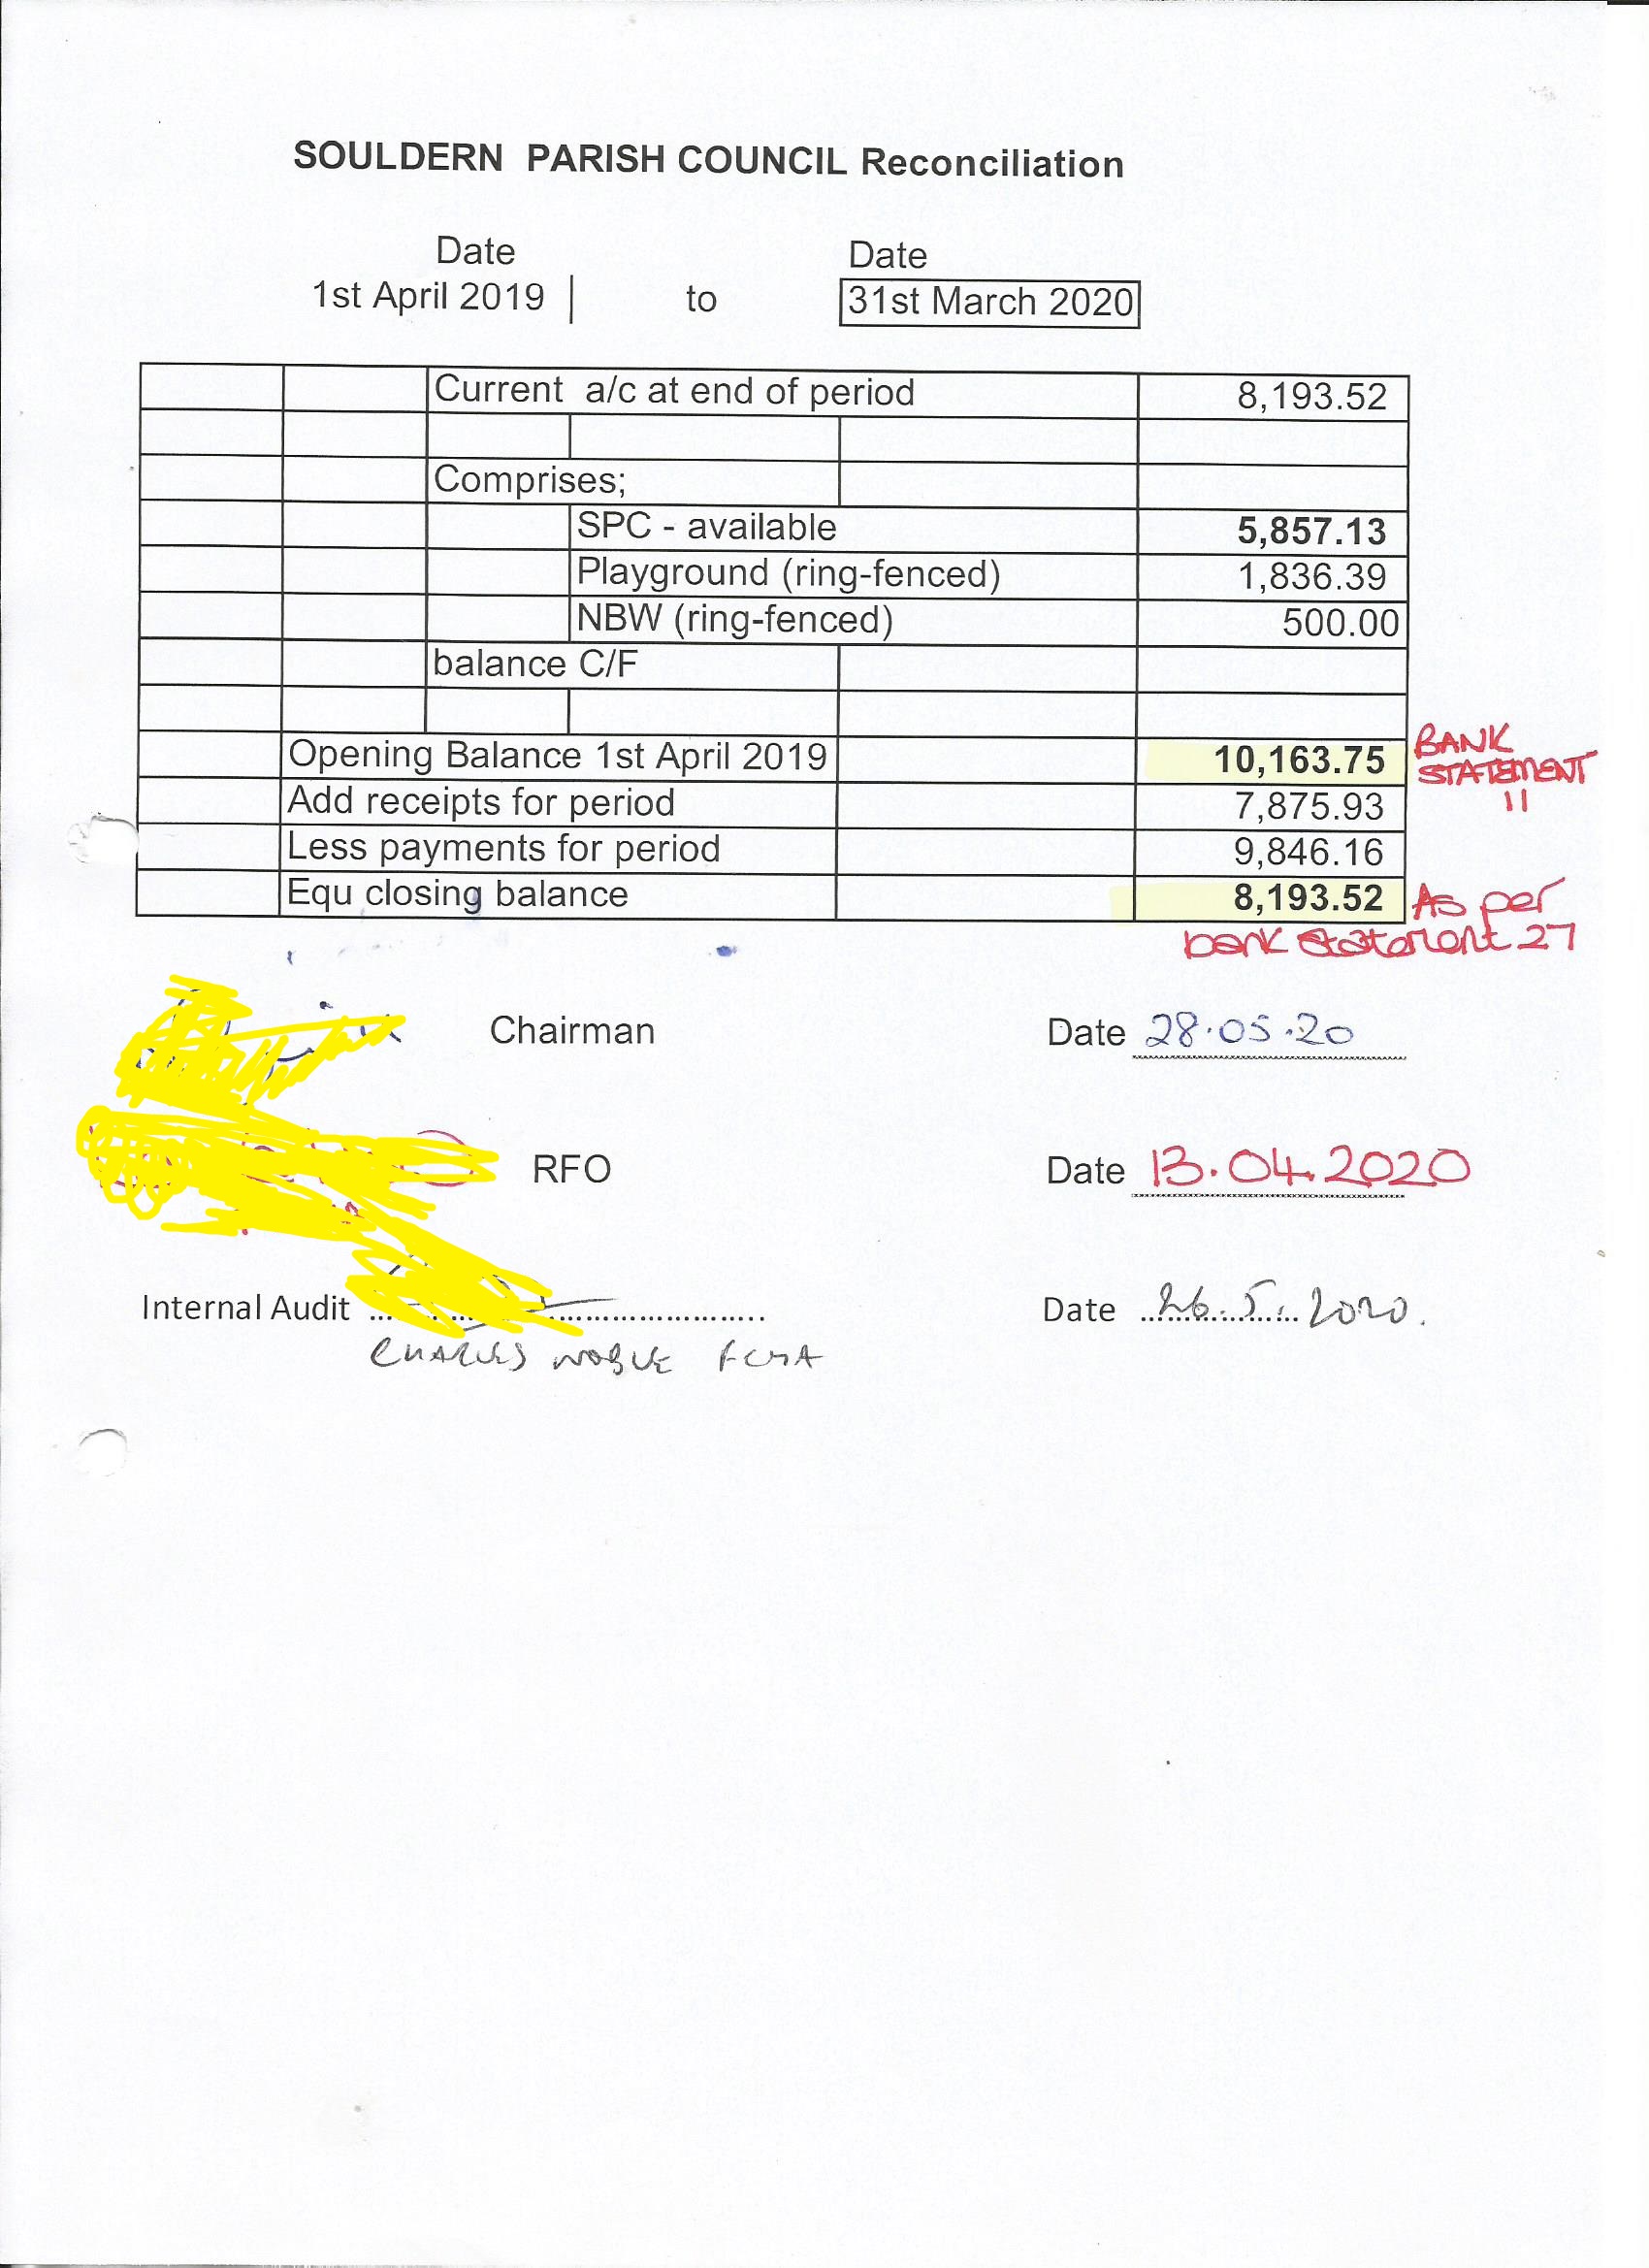 SOULDERN PARISH COUNCIL Reconciliation
Date Date
1st April 2019 to 31st March 2020
Current a/c at end of period 8,193.52
Comprises;
SPC - available 5,857.13
Playground (ring-fenced) 1,836.39
NBW (ring-fenced) 500.00
balance C/F
Opening Balance 1st April 2019 10,163.75 BANK
STATEMENT
11
Add receipts for period 7,875.93
Less payments for period 9,846.16
Equ closing balance 8,193.52 As per
bank statement 27
Chairman Date 28.05.20
RFO Date 13.04.2020
Internal Audit Date 26.5.2020.
CHARLES FCMA